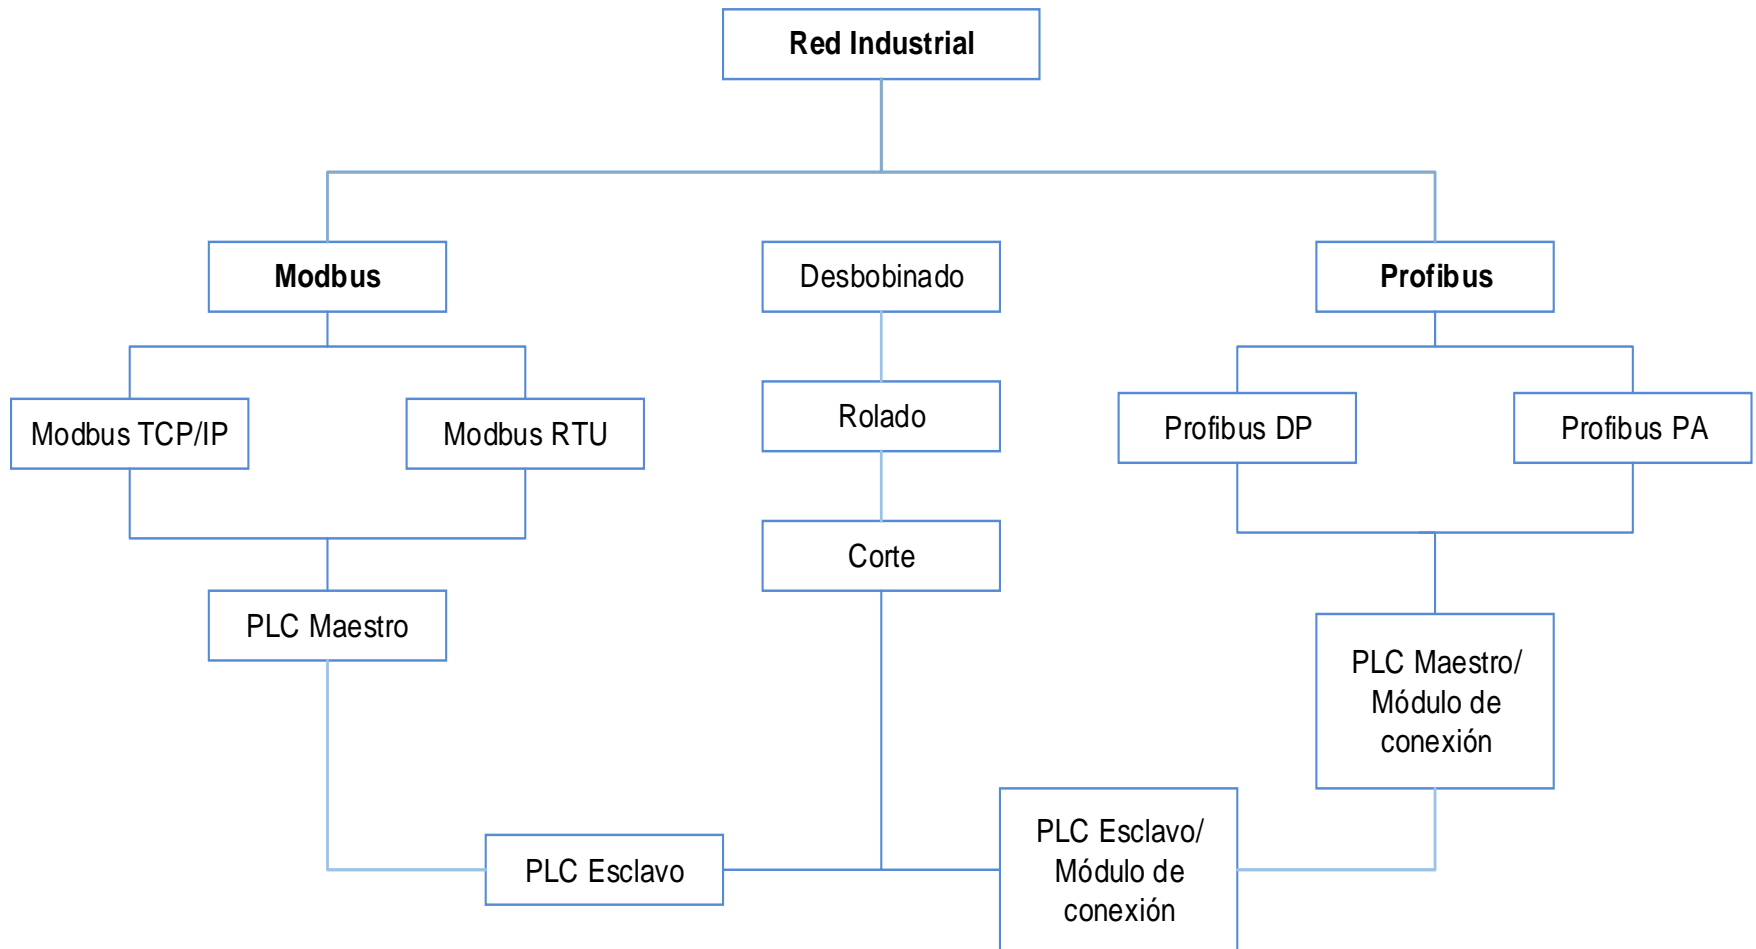 Red Industrial
Modbus
Desbobinado
Profibus
Modbus TCP/IP
Modbus RTU
Rolado
Profibus DP
Profibus PA
Corte
PLC Maestro
PLC Maestro/
Módulo de
conexión
PLC Esclavo
PLC Esclavo/
Módulo de
conexión